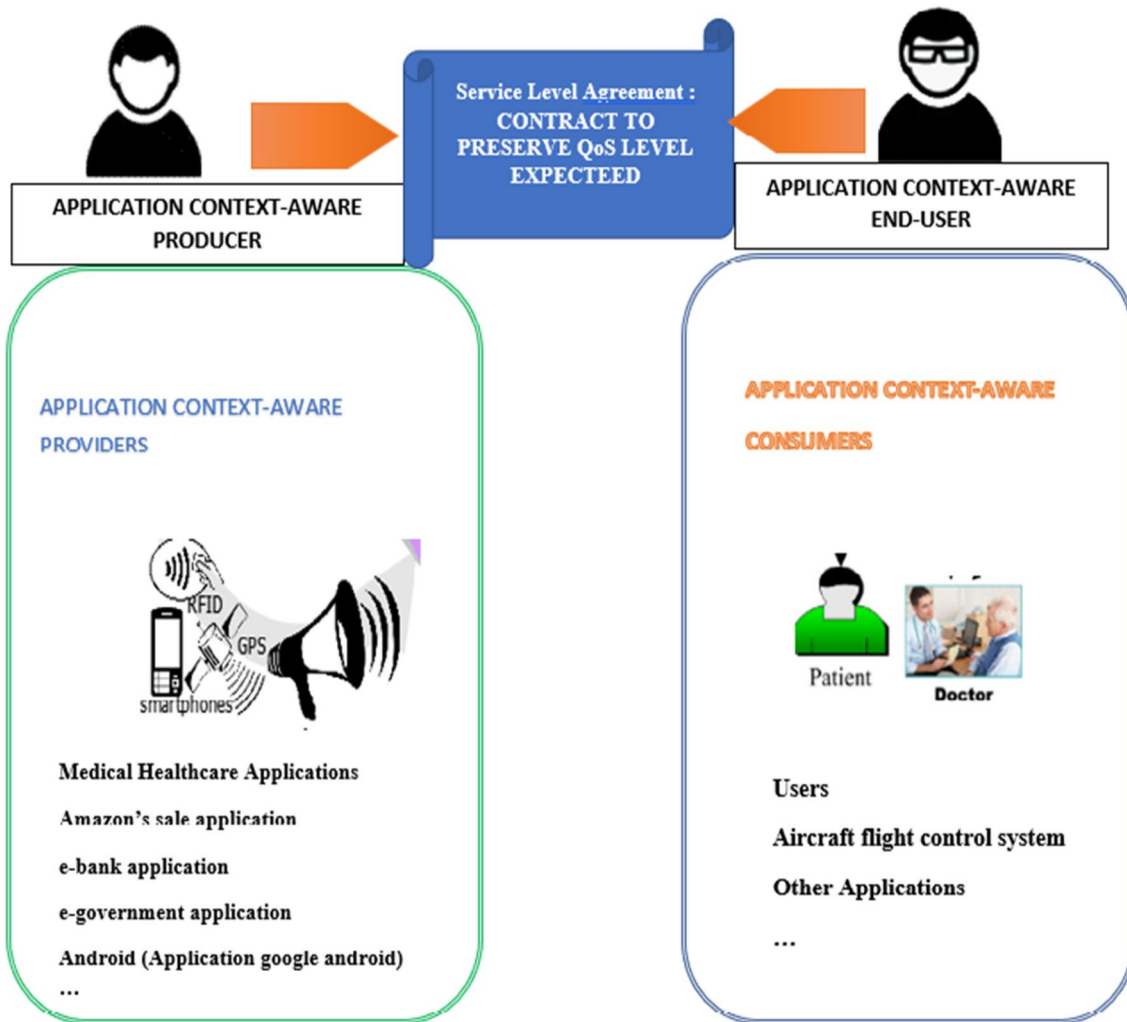 Service Level Agreement :
CONTRACT TO
PRESERVE QoS LEVEL
EXPECTEED
APPLICATION CONTEXT-AWARE
PRODUCER
APPLICATION CONTEXT-AWARE
END-USER
APPLICATION CONTEXT-AWARE
PROVIDERS
RFID
GPS
smartphones
Medical Healthcare Applications
Amazon's sale application
e-bank application
e-government application
Android (Application google android)
...
APPLICATION CONTEXT-AWARE
CONSUMERS
Patient
Doctor
Users
Aircraft flight control system
Other Applications
...